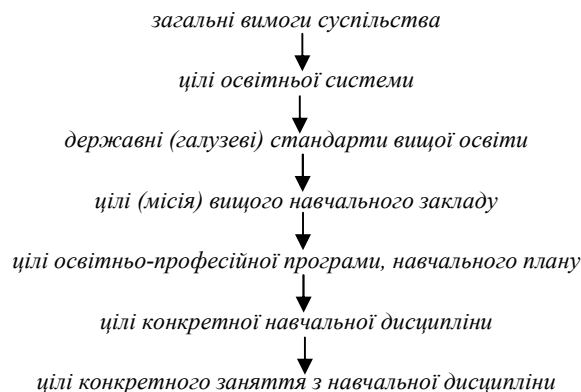 загальні вимоги суспільства
цілі освітньої системи
державні (галузеві) стандарти вищої освіти
цілі (місія) вищого навчального закладу
цілі освітньо-професійної програми, навчального плану
цілі конкретної навчальної дисципліни
цілі конкретного заняття з навчальної дисципліни